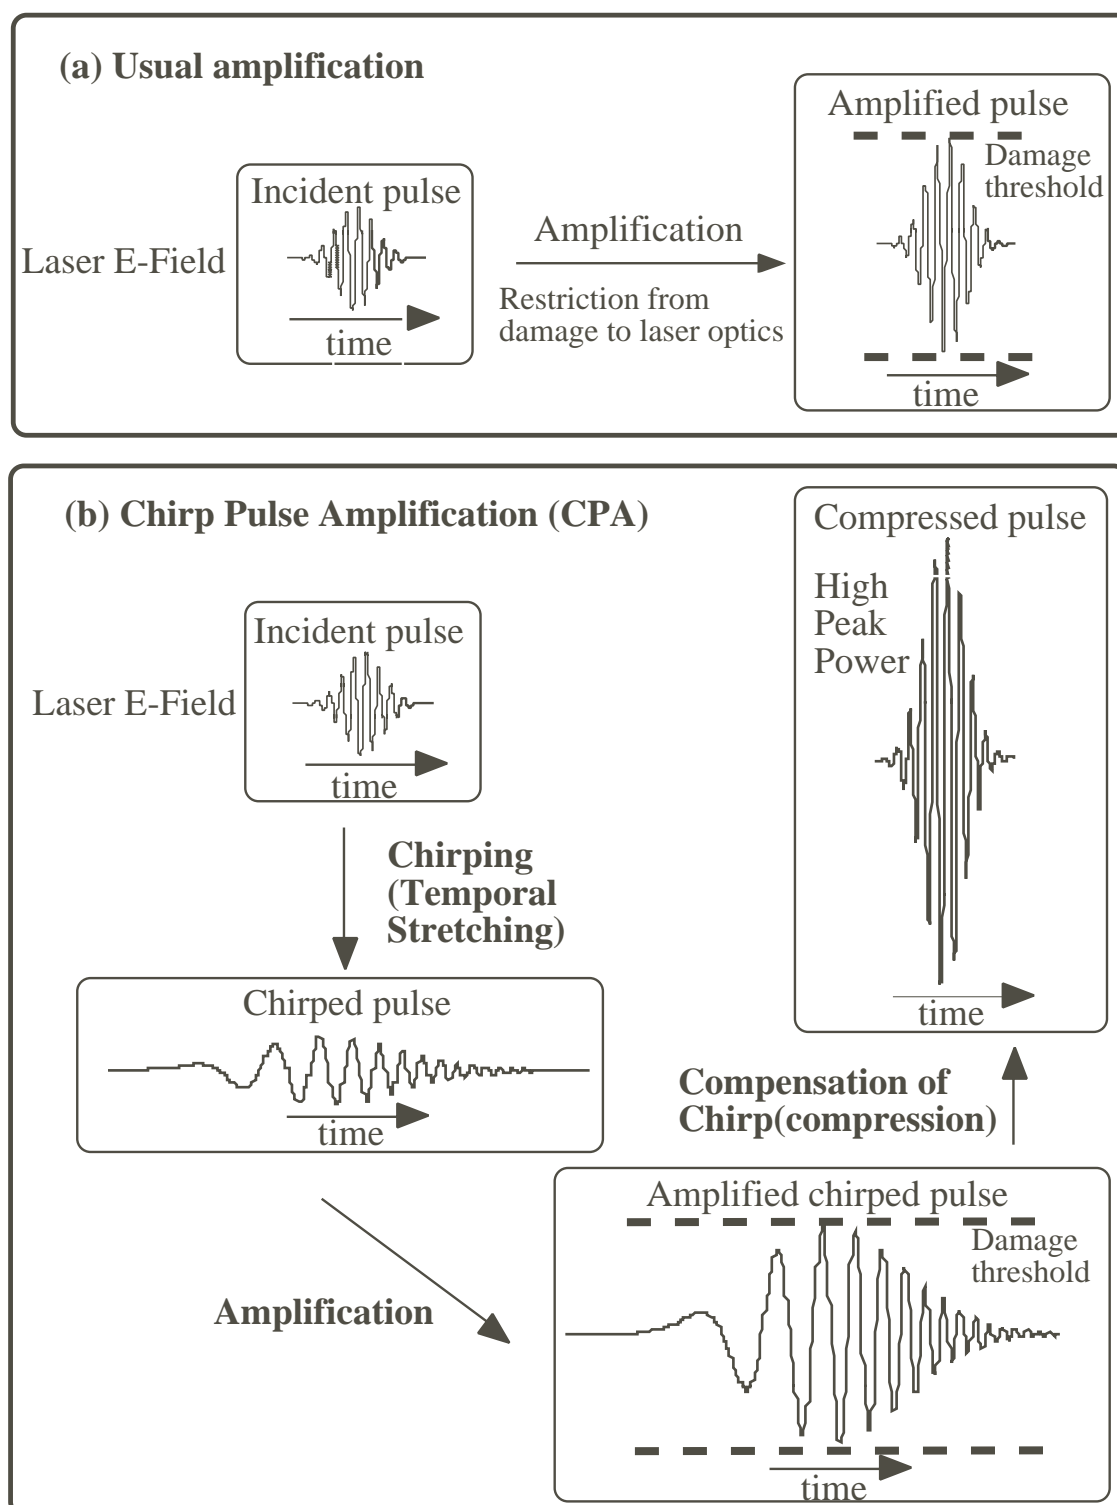 (a) Usual amplification
Laser E-Field
Incident pulse
time
Amplification
Restriction from
damage to laser optics
Amplified pulse
Damage
threshold
time
(b) Chirp Pulse Amplification (CPA)
Laser E-Field
Incident pulse
time
Chirping
(Temporal
Stretching)
Chirped pulse
time
Amplification
Amplified chirped pulse
Damage
threshold
time
Compensation of
Chirp(compression)
Compressed pulse
High
Peak
Power
time